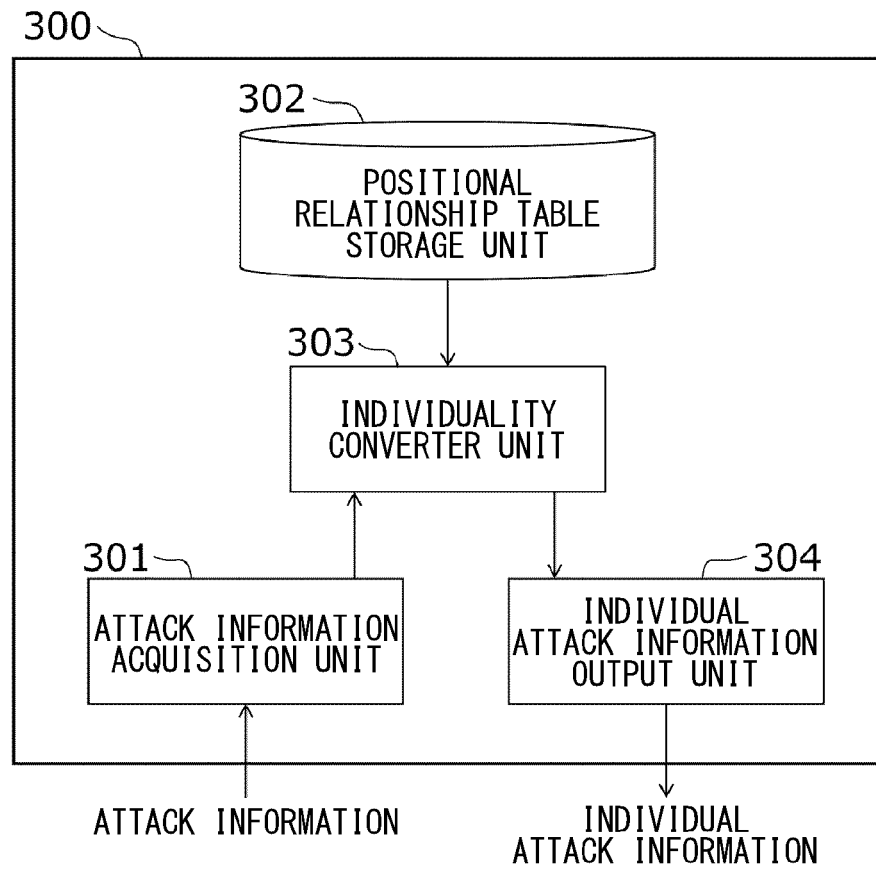 300
302
POSITIONAL
RELATIONSHIP TABLE
STORAGE UNIT
303
INDIVIDUALITY
CONVERTER UNIT
301
ATTACK INFORMATION
ACQUISITION UNIT
304
INDIVIDUAL
ATTACK INFORMATION
OUTPUT UNIT
ATTACK INFORMATION
INDIVIDUAL
ATTACK INFORMATION